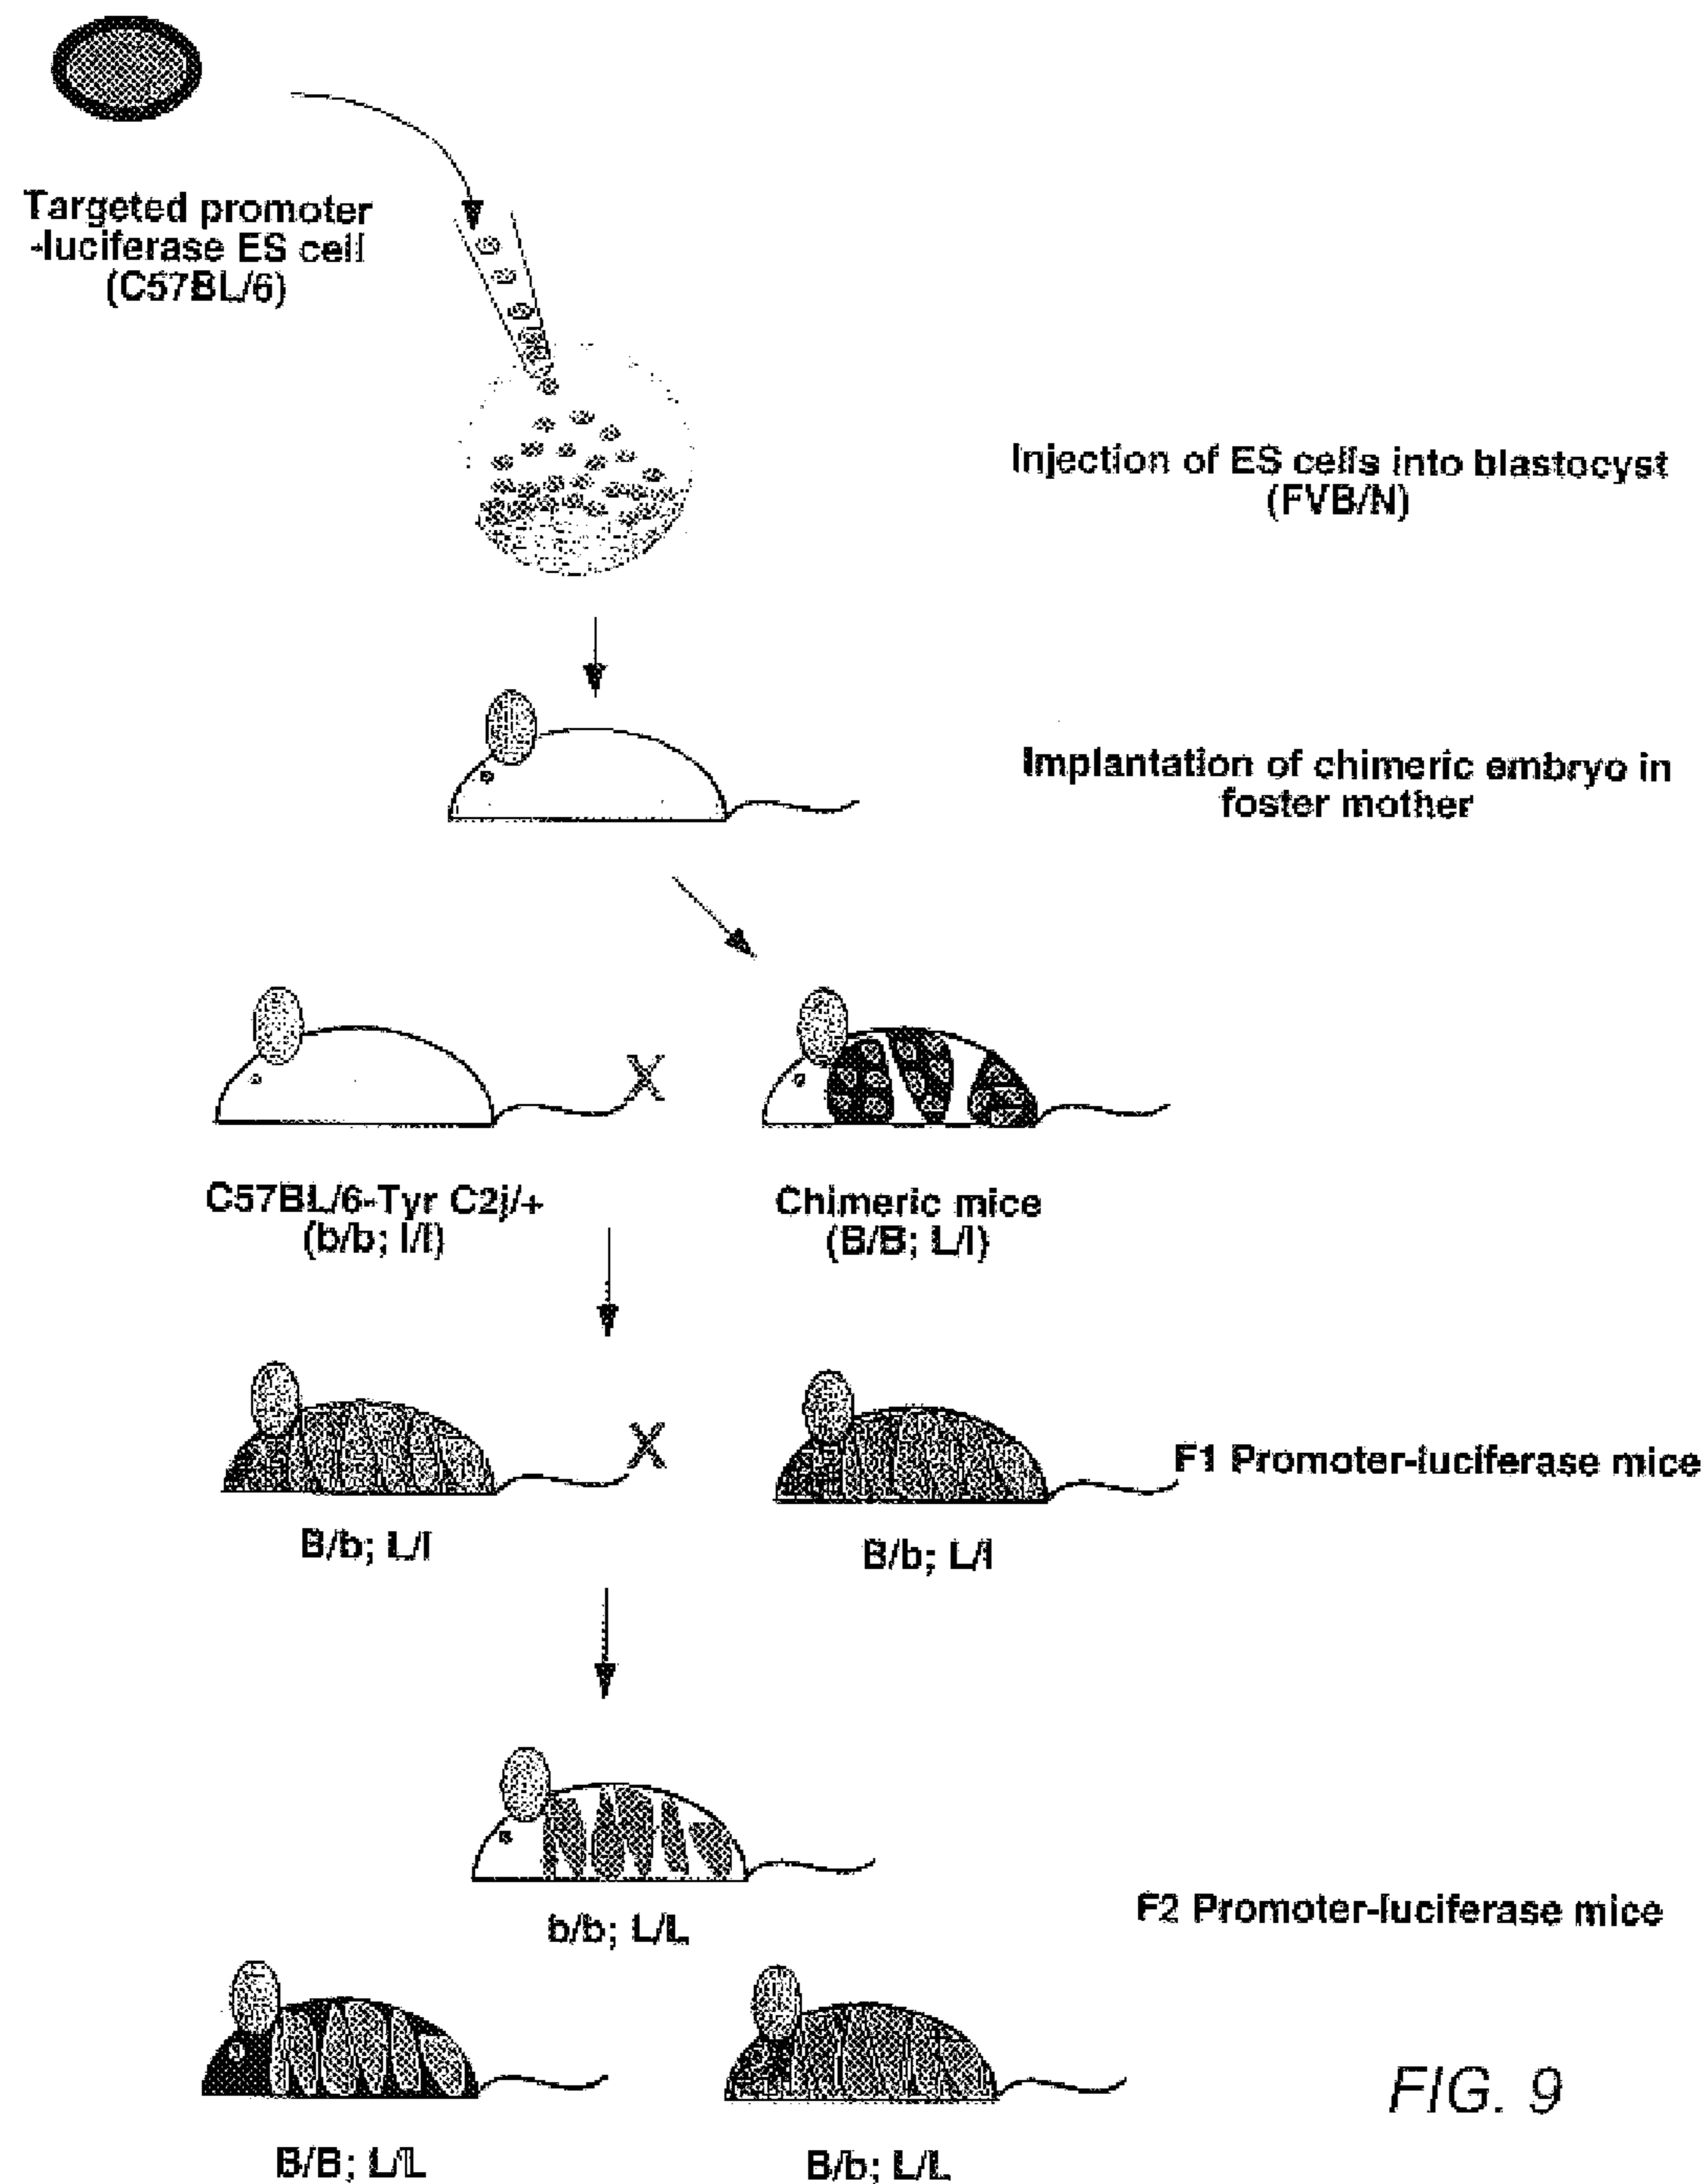 Targeted promoter
-luciferase ES cell
(C57BL/6)
Injection of ES cells into blastocyst
(FVB/N)
Implantation of chimeric embryo in
foster mother
X
C57BL/6-Tyr C2j/+
(b/b; l/l)
Chimeric mice
(B/B; L/l)
X
F1 Promoter-luciferase mice
B/b; L/l
B/b; L/l
b/b; L/L
F2 Promoter-luciferase mice
B/B; L/L
B/b; L/L
FIG. 9